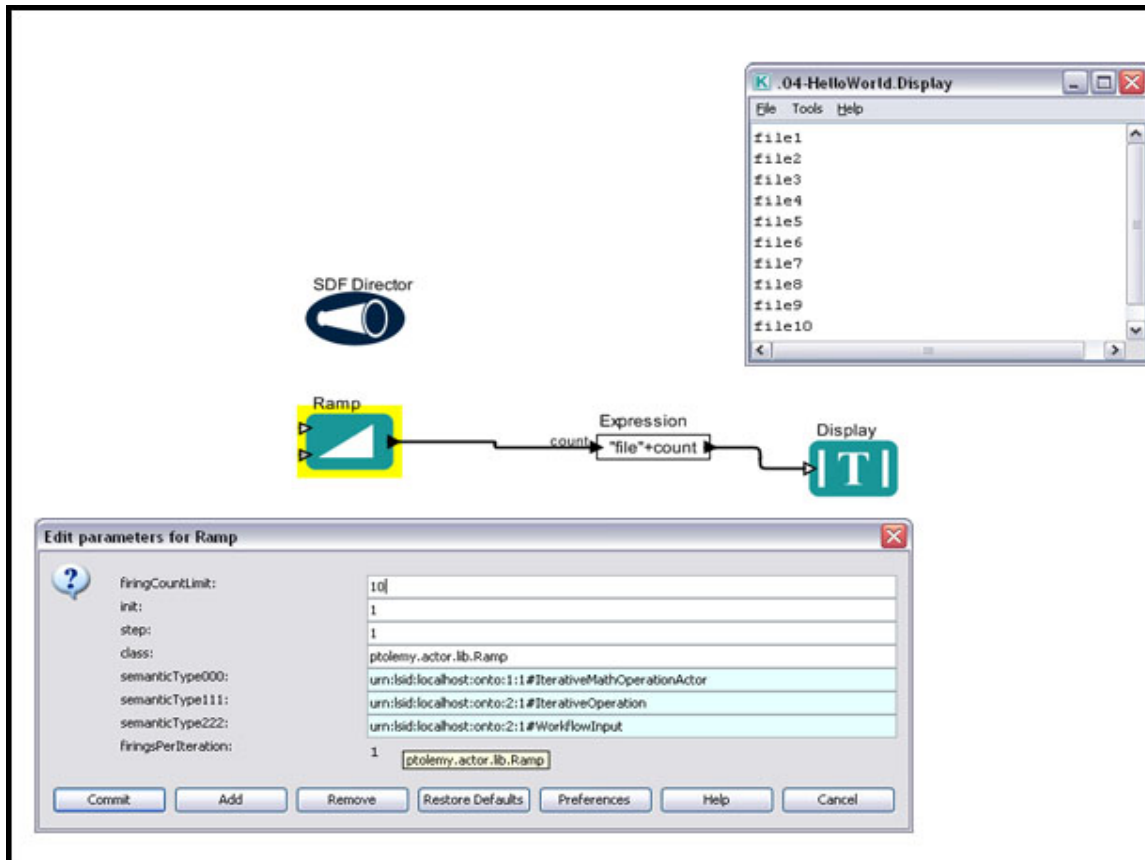 K .04-HelloWorld.Display
File Tools Help
file1
file2
file3
file4
file5
file6
file7
file8
file9
file10
SDF Director
Ramp
Expression
count
"file"+count
Display
T
Edit parameters for Ramp
?
firingCountLimit: 10
init: 1
step: 1
class: ptolemy.actor.lib.Ramp
semanticType000: urn:lsid:localhost:onto:1:1#IterativeMathOperationActor
semanticType111: urn:lsid:localhost:onto:2:1#IterativeOperation
semanticType222: urn:lsid:localhost:onto:2:1#WorkflowInput
firingsPerIteration: 1
ptolemy.actor.lib.Ramp
Commit Add Remove Restore Defaults Preferences Help Cancel